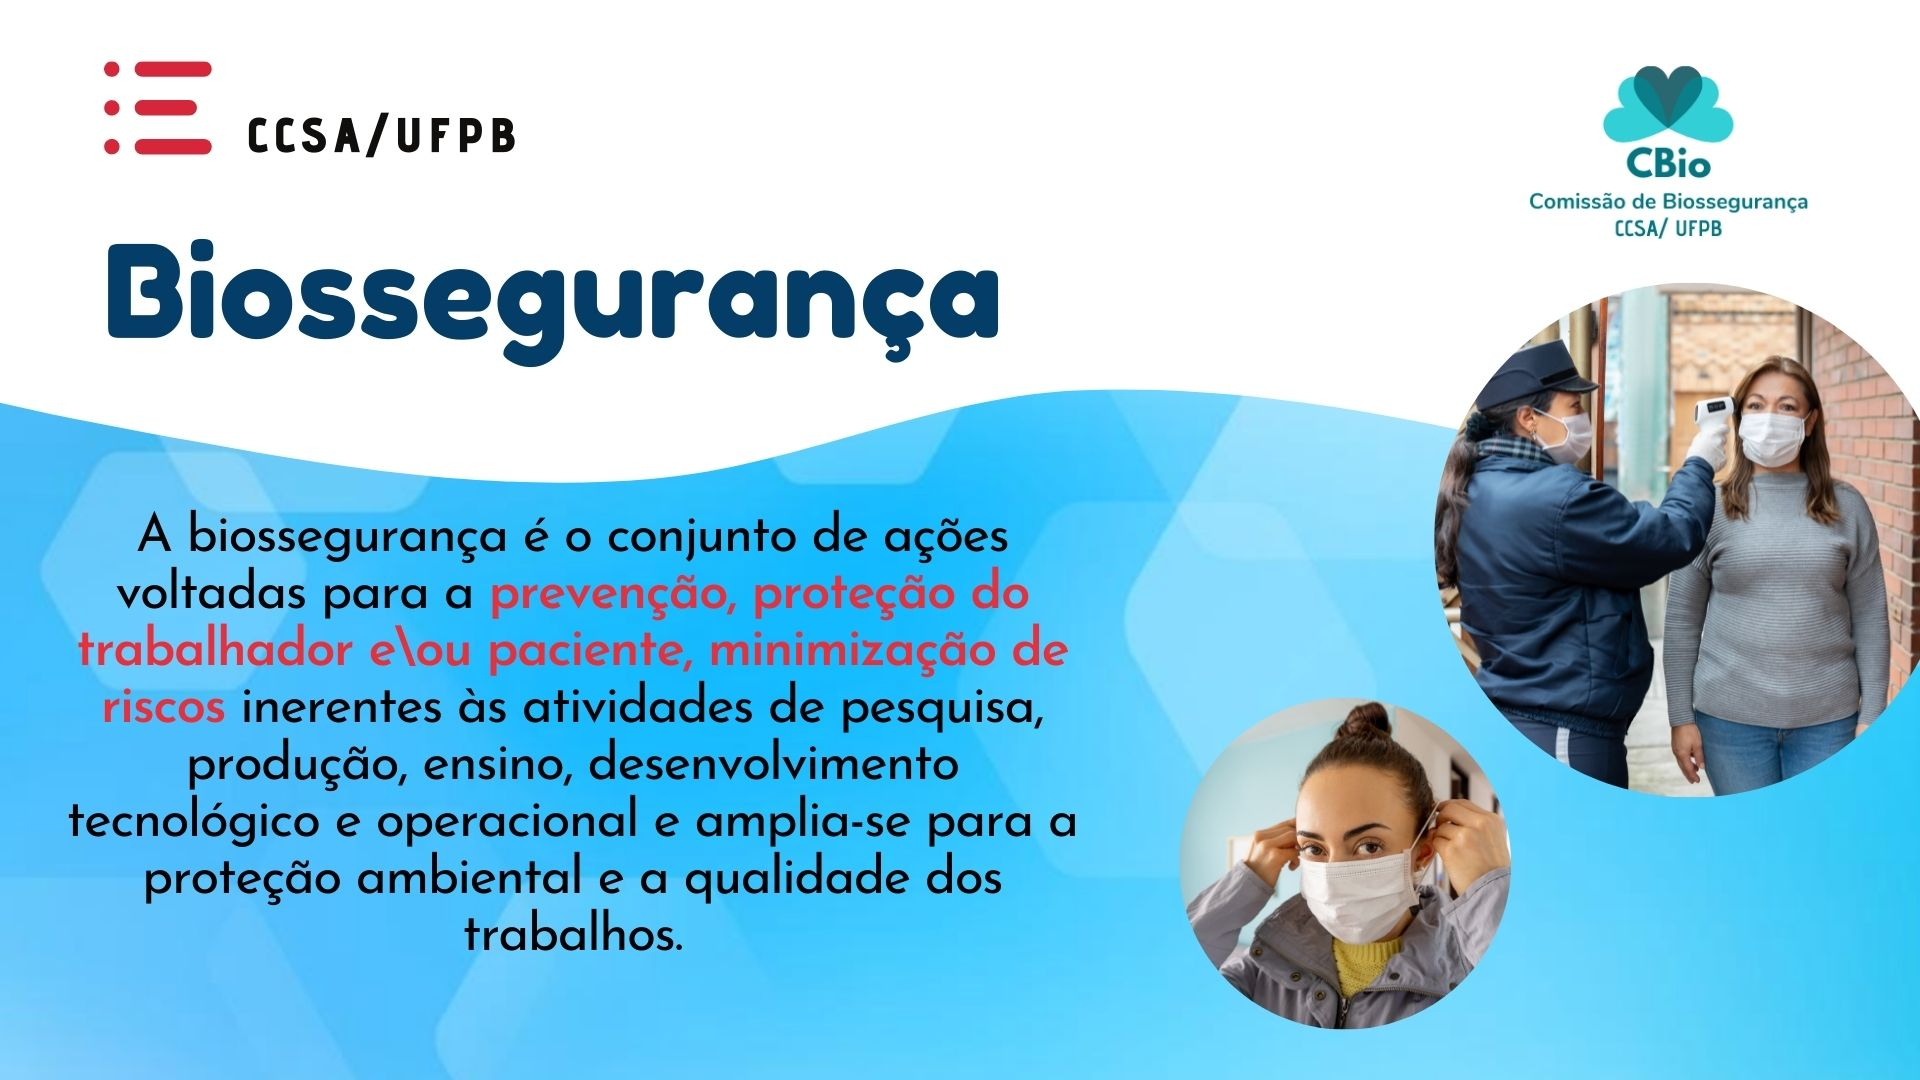 CCSA/UFPB
CBio
Comissão de Biossegurança
CCSA/ UFPB
Biossegurança
A biossegurança é o conjunto de ações
voltadas para a prevenção, proteção do
trabalhador e\ou paciente, minimização de
riscos inerentes às atividades de pesquisa,
produção, ensino, desenvolvimento
tecnológico e operacional e amplia-se para a
proteção ambiental e a qualidade dos
trabalhos.